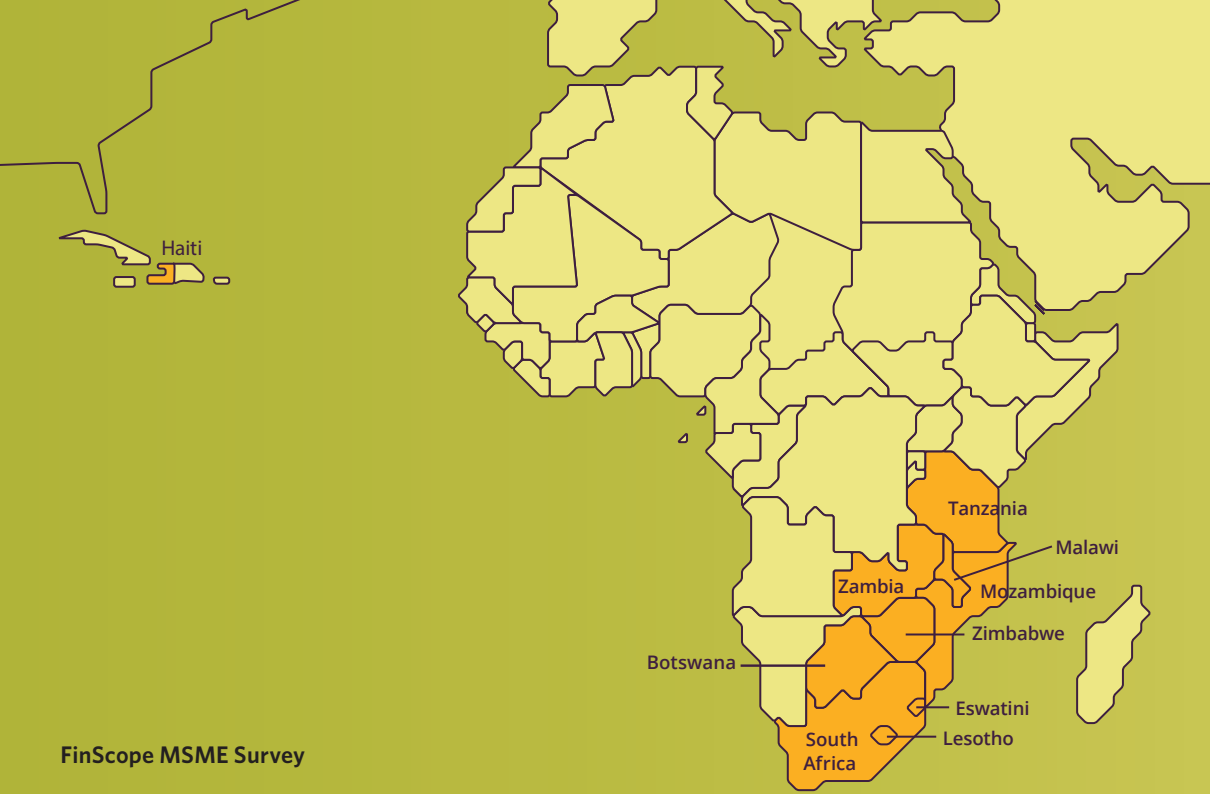 Haiti
Tanzania
Malawi
Zambia
Mozambique
Zimbabwe
Botswana
Eswatini
Lesotho
South
Africa
FinScope MSME Survey